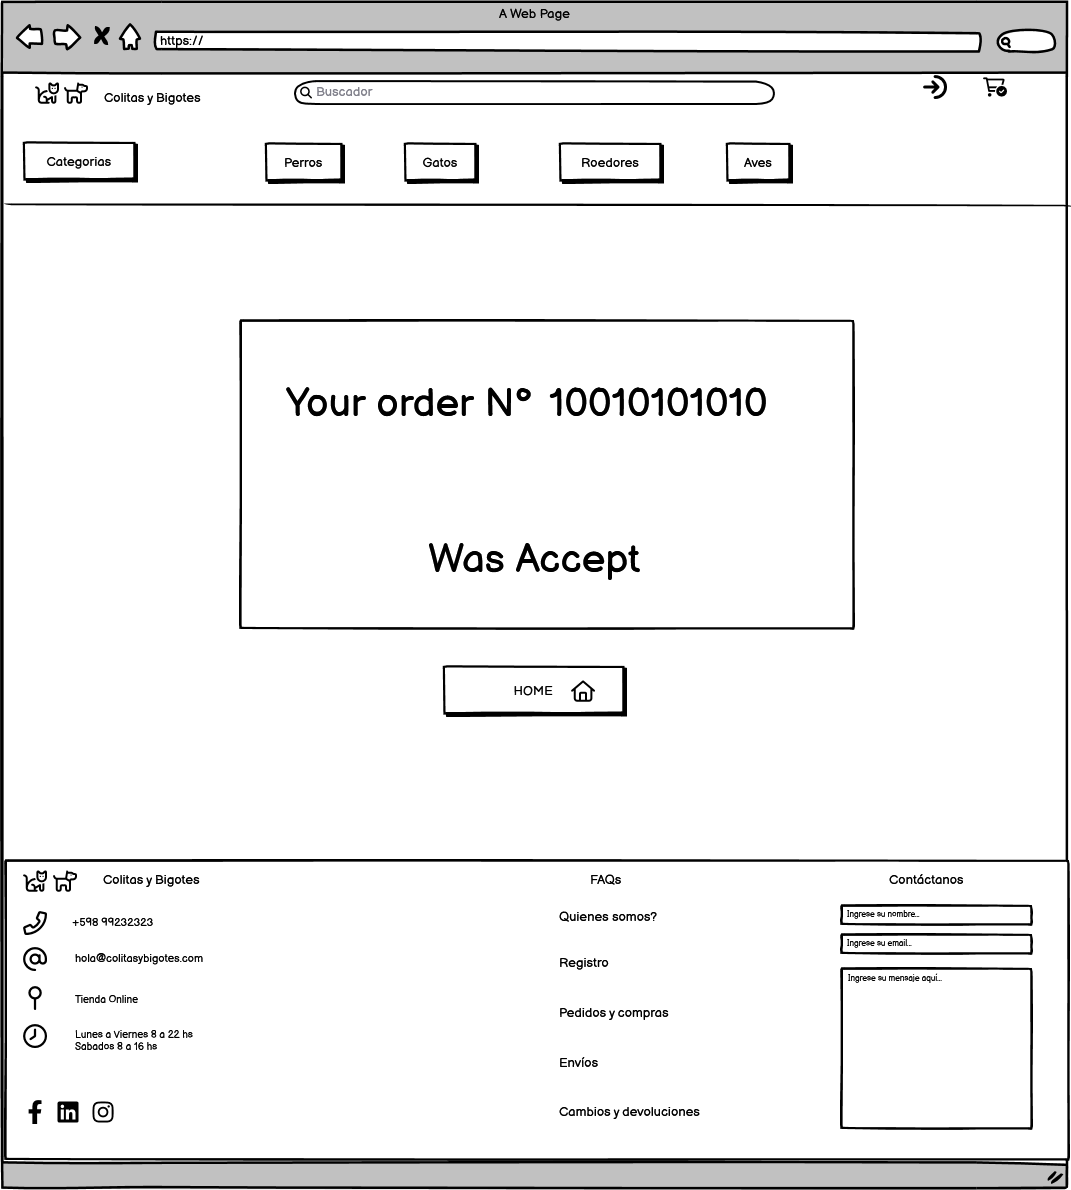 A Web Page
https://
Colitas y Bigotes
Buscador
Categorias
Perros
Gatos
Roedores
Aves
Your order N° 10010101010
Was Accept
HOME
Colitas y Bigotes
+598 99232323
hola@colitasybigotes.com
Tienda Online
Lunes a Viernes 8 a 22 hs
Sabados 8 a 16 hs
FAQs
Quienes somos?
Registro
Pedidos y compras
Envíos
Cambios y devoluciones
Contáctanos
Ingrese su nombre...
Ingrese su email...
Ingrese su mensaje aquí...